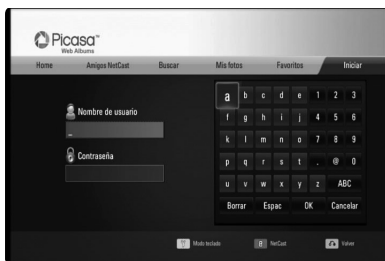 Picasa™
Web Albums
Home Amigos NetCast Buscar Mis fotos Favoritos Iniciar
Nombre de usuario
_
Contraseña
a b c d e 1 2 3
f g h i j 4 5 6
k l m n o 7 8 9
p q r s t . @ 0
u v w x y z ABC
Borrar Espac OK Cancelar
Modo teclado NetCast Volver